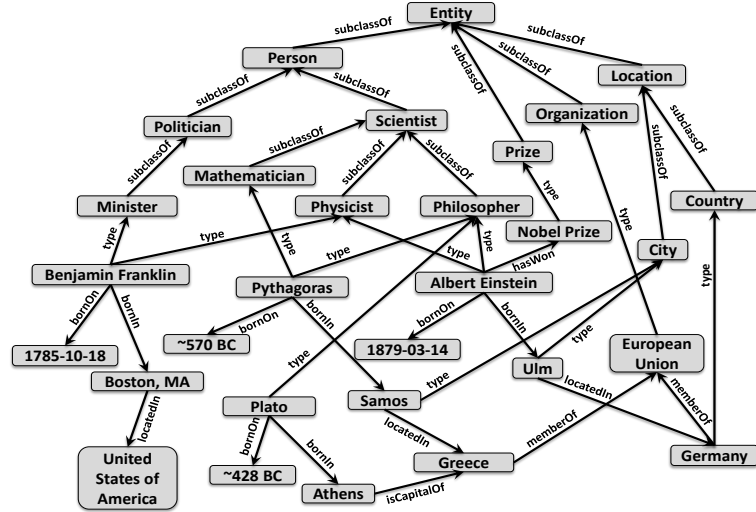 Entity
subclassOf
subclassOf
subclassOf
subclassOf
Person
Location
subclassOf
subclassOf
Politician
Scientist
Organization
subclassOf
subclassOf
subclassOf
subclassOf
subclassOf
subclassOf
Prize
Mathematician
type
Minister
Physicist
Philosopher
Country
Nobel Prize
type
type
type
type
type
type
type
City
type
hasWon
Benjamin Franklin
Pythagoras
Albert Einstein
bornOn
bornIn
bornOn
bornIn
bornOn
bornIn
type
1785-10-18
~570 BC
1879-03-14
European
Union
Boston, MA
type
type
Ulm
locatedIn
Plato
Samos
locatedIn
memberOf
memberOf
bornOn
bornIn
locatedIn
United
States of
America
~428 BC
Greece
Germany
Athens
isCapitalOf